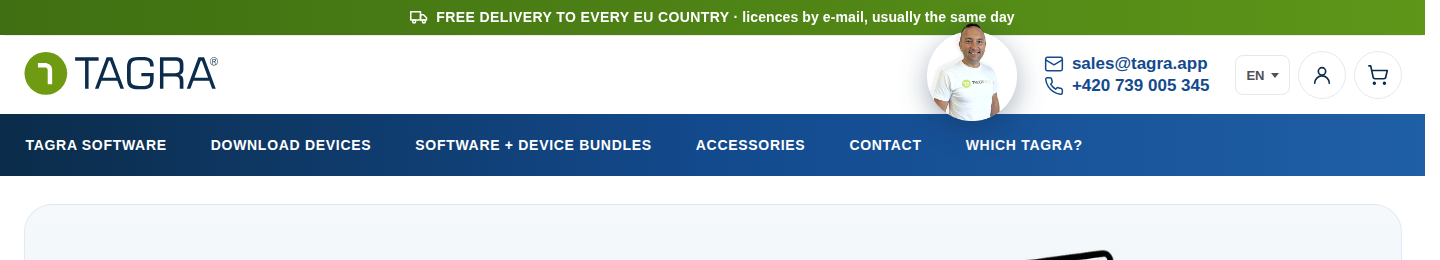 FREE DELIVERY TO EVERY EU COUNTRY · licences by e-mail, usually the same day
TAGRA®
sales@tagra.app
+420 739 005 345
EN
TAGRA SOFTWARE
DOWNLOAD DEVICES
SOFTWARE + DEVICE BUNDLES
ACCESSORIES
CONTACT
WHICH TAGRA?